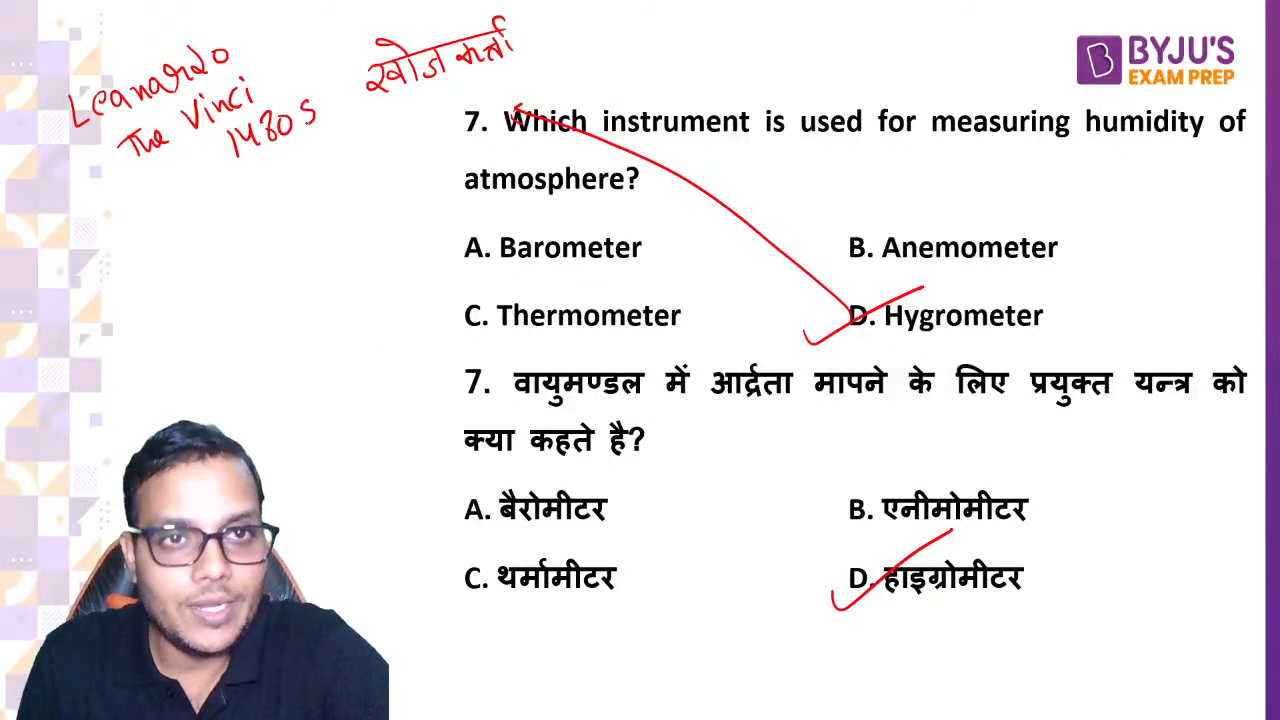 Leanardo
The Vinci
1480s
खोजकर्ता
BYJU'S
EXAM PREP
7. Which instrument is used for measuring humidity of
atmosphere?
A. Barometer B. Anemometer
C. Thermometer D. Hygrometer
7. वायुमण्डल में आर्द्रता मापने के लिए प्रयुक्त यन्त्र को
क्या कहते है?
A. बैरोमीटर B. एनीमोमीटर
C. थर्मामीटर D. हाइग्रोमीटर